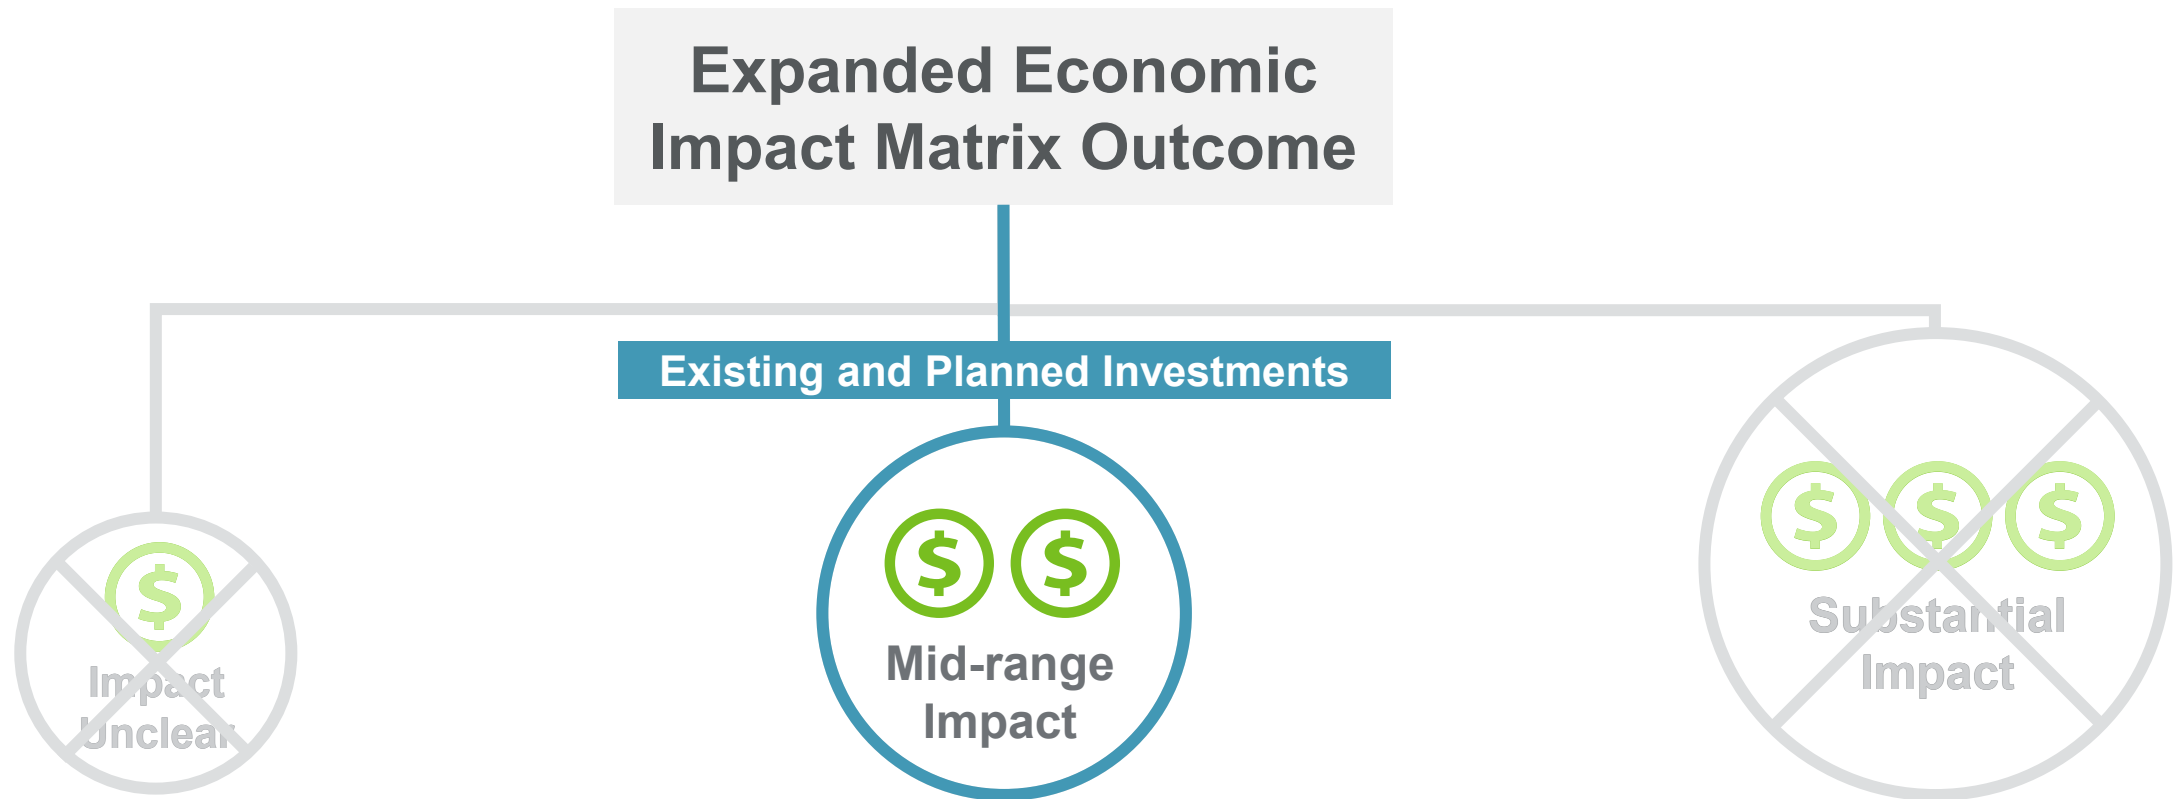 Expanded Economic
Impact Matrix Outcome
Existing and Planned Investments
$
Impact
Unclear
$ $
Mid-range
Impact
$ $ $
Substantial
Impact